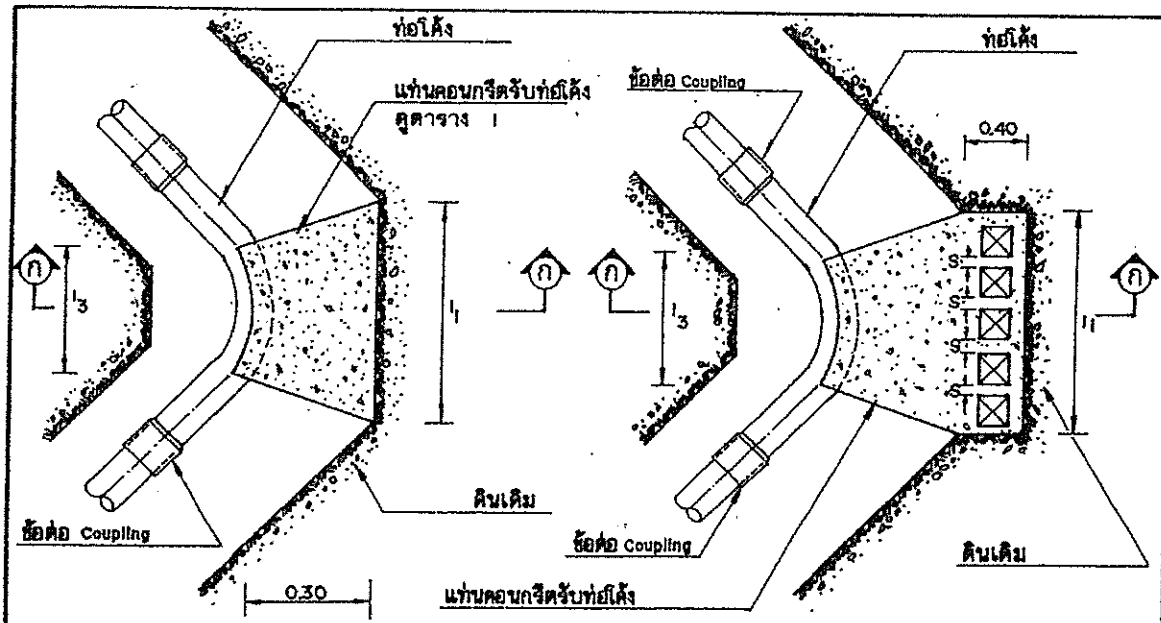 ท่อโค้ง
แท่นคอนกรีตรับท่อโค้ง
ดูตาราง 1
ก
l3
l1
ก
ข้อต่อ Coupling
ดินเดิม
0.30
ท่อโค้ง
ข้อต่อ Coupling
0.40
ก
l3
S
S
S
S
l1
ก
ข้อต่อ Coupling
ดินเดิม
แท่นคอนกรีตรับท่อโค้ง